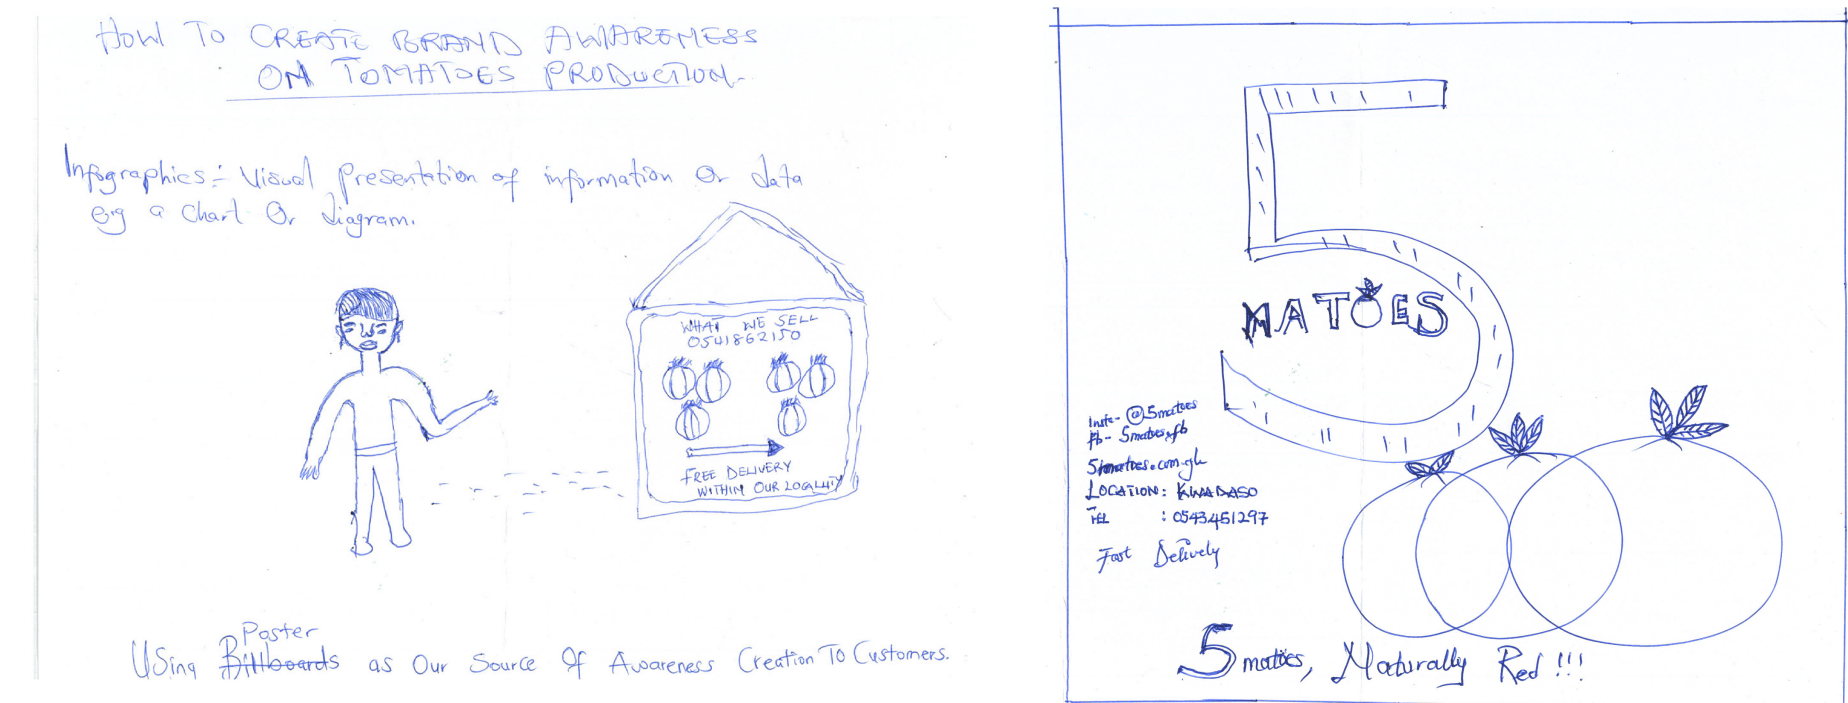 HOW TO CREATE BRAND AWARENESS
ON TOMATOES PRODUCTION.
Infographics:- Visual presentation of information Or data
e.g a chart Or diagram.
WHAT WE SELL
0541862150
FREE DELIVERY
WITHIN OUR LOCALITY
Poster
Using Billboards as Our Source Of Awareness Creation To Customers.
5
MATOES
Insta- @5matoes
fb- 5matoes.fb
5tomatoes.com.gh
LOCATION: KWADASO
TEL : 0543451297
Fast Delively
5matoes, Naturally Red!!!